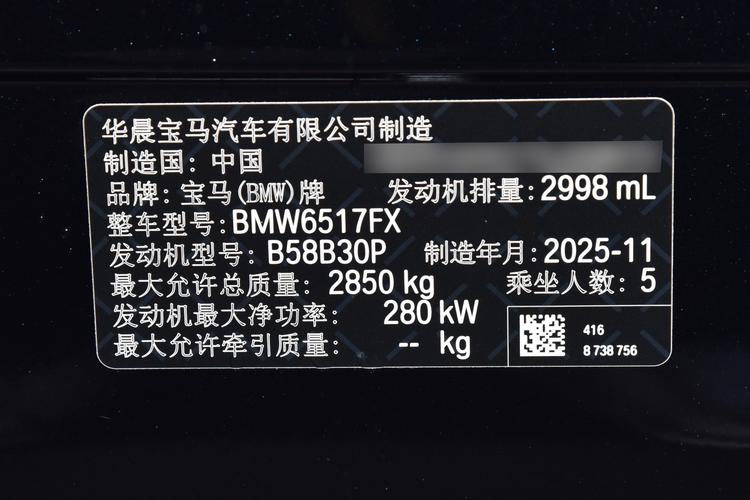 华晨宝马汽车有限公司制造
制造国：中国
品牌：宝马(BMW)牌 发动机排量：2998 mL
整车型号：BMW6517FX
发动机型号：B58B30P 制造年月：2025-11
最大允许总质量：2850 kg 乘坐人数：5
发动机最大净功率： 280 kW
最大允许牵引质量： -- kg
416
8 738 756